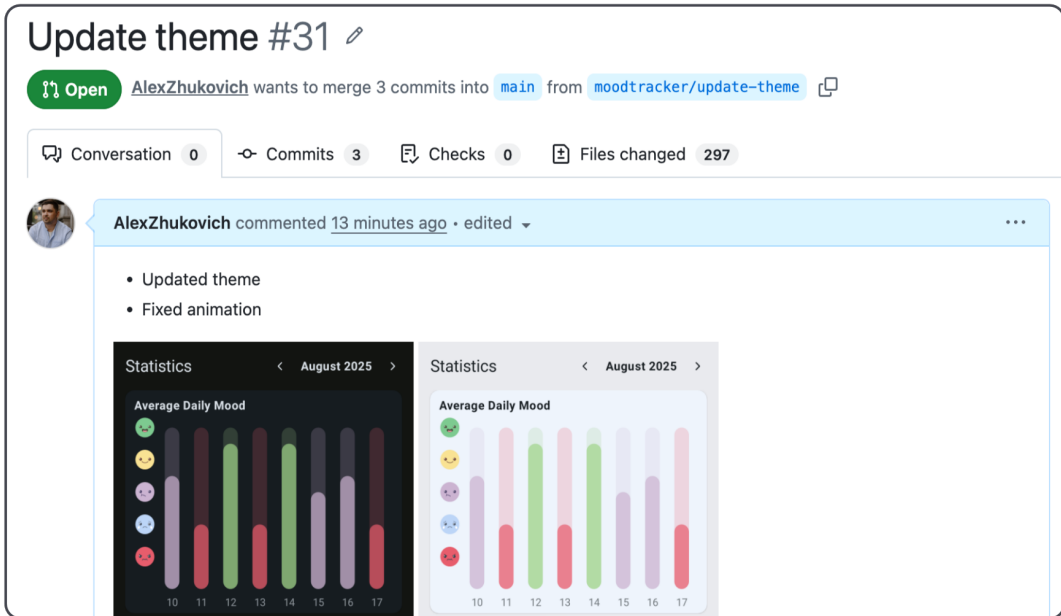 Update theme #31
Open
AlexZhukovich wants to merge 3 commits into main from moodtracker/update-theme
Conversation 0
Commits 3
Checks 0
Files changed 297
AlexZhukovich commented 13 minutes ago • edited
• Updated theme
• Fixed animation
Statistics
< August 2025 >
Average Daily Mood
10 11 12 13 14 15 16 17
Statistics
< August 2025 >
Average Daily Mood
10 11 12 13 14 15 16 17